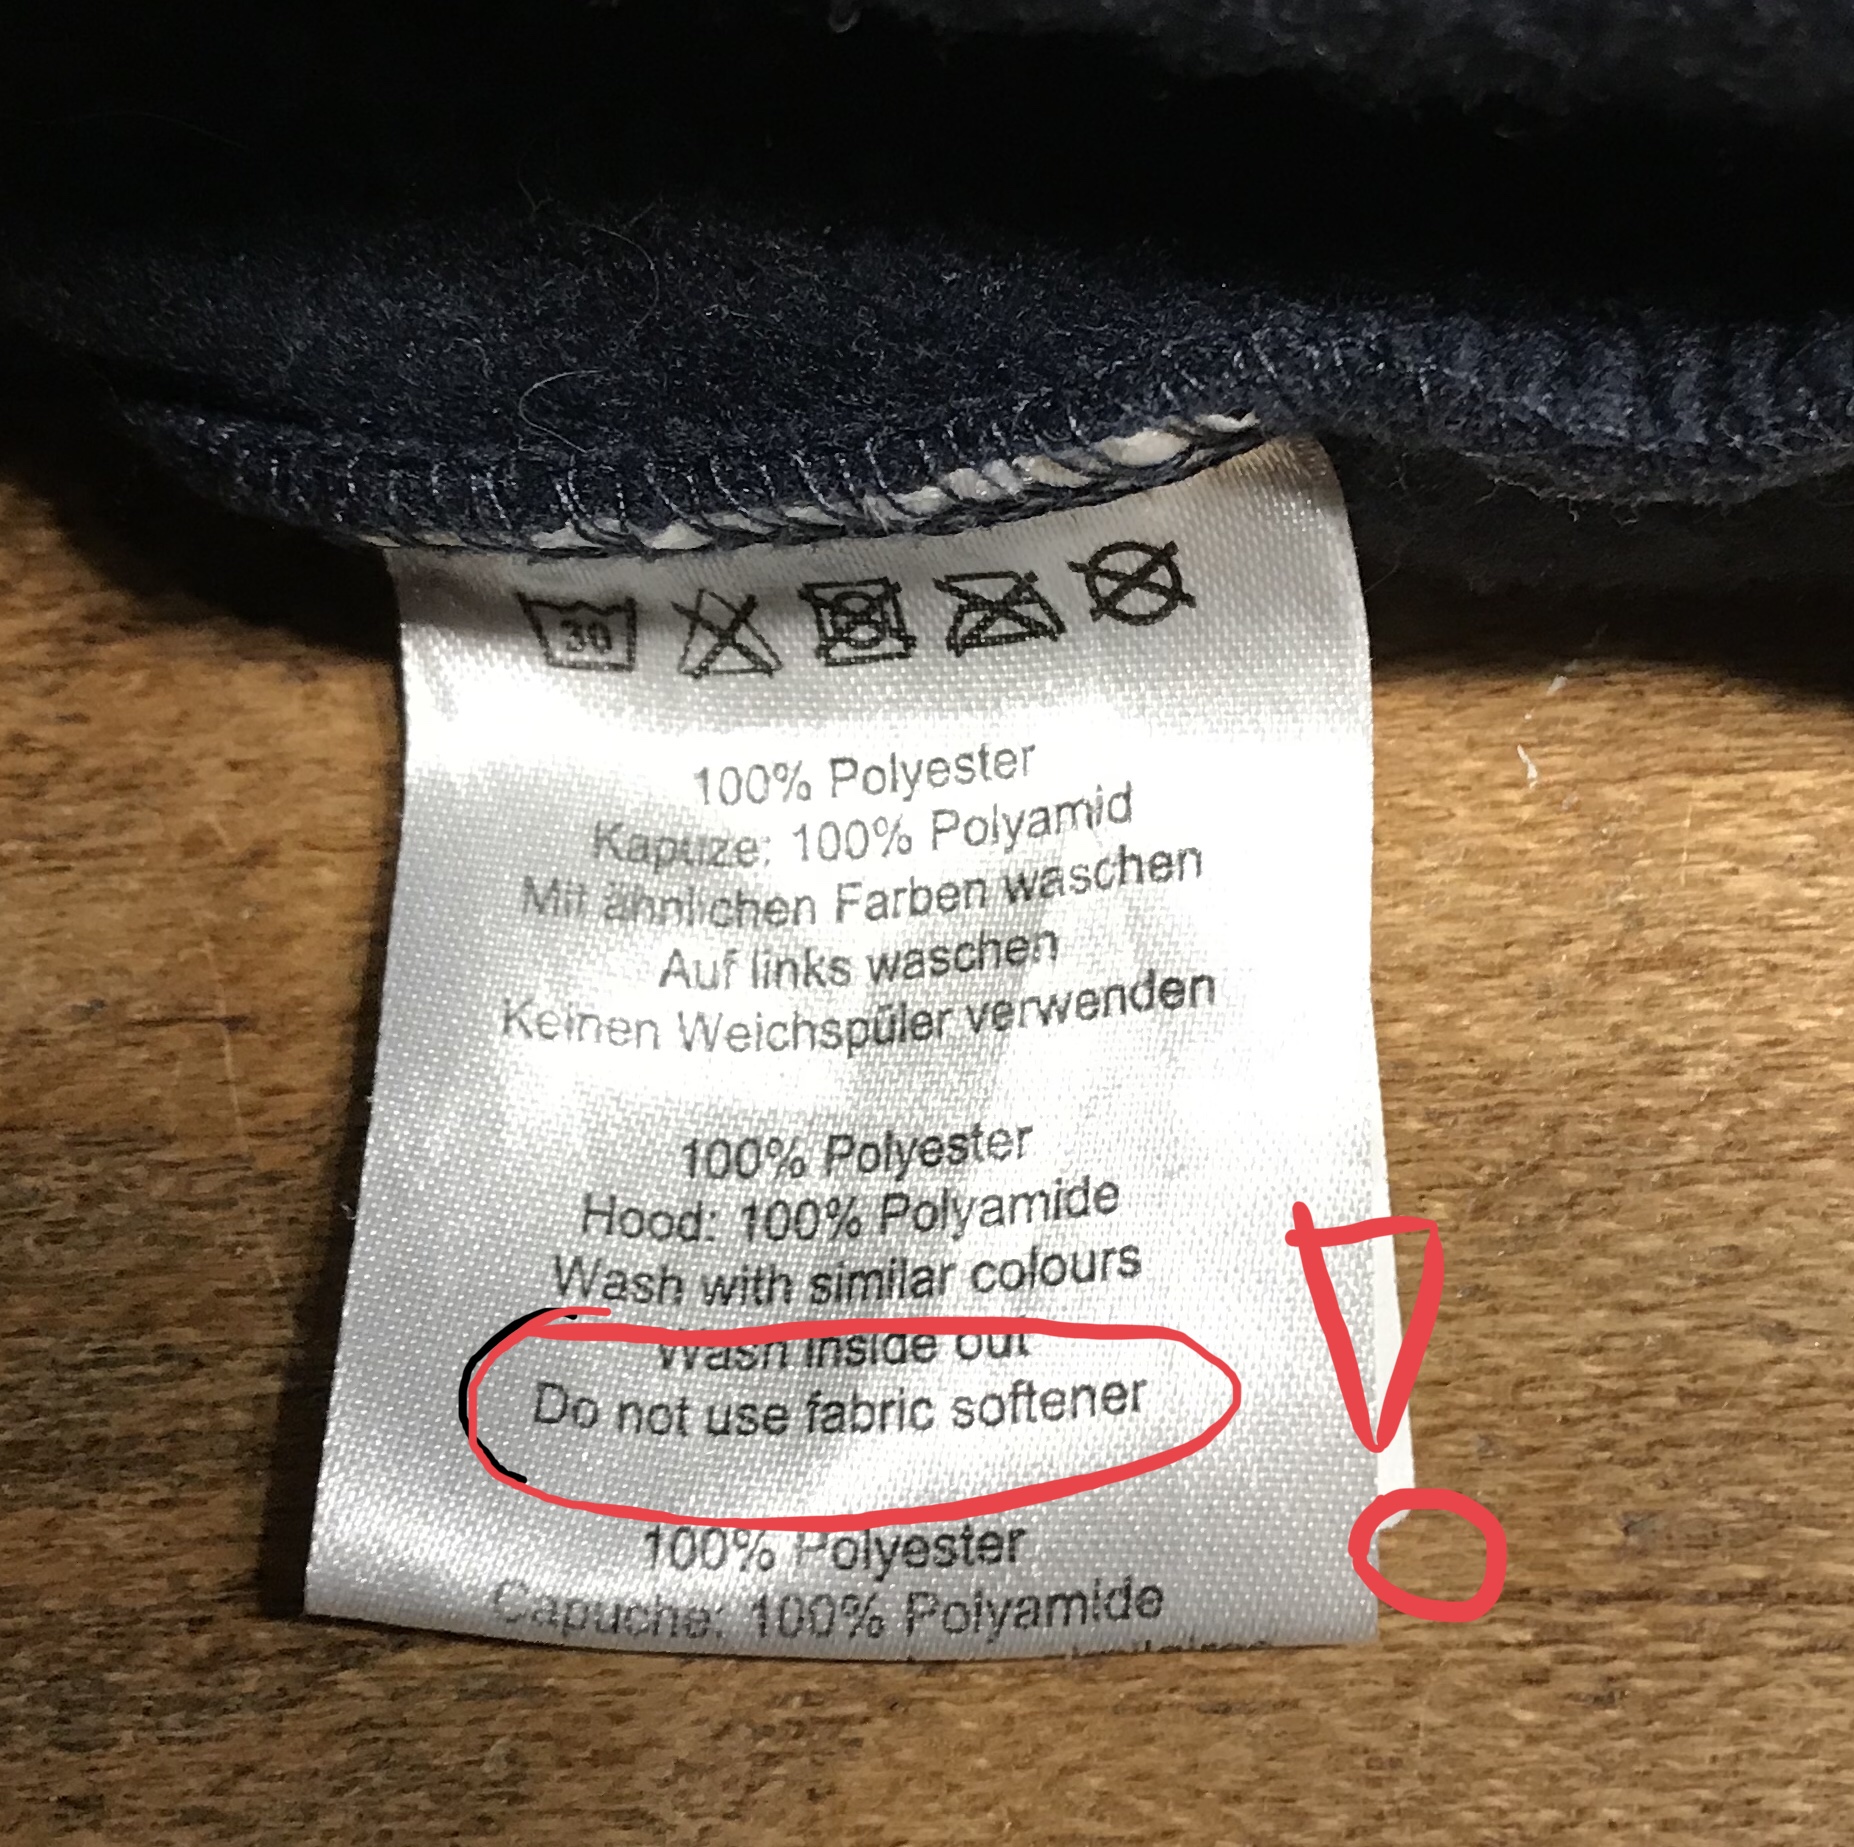 30
100% Polyester
Kapuze: 100% Polyamid
Mit ähnlichen Farben waschen
Auf links waschen
Keinen Weichspüler verwenden
100% Polyester
Hood: 100% Polyamide
Wash with similar colours
Wash inside out
Do not use fabric softener
100% Polyester
Capuche: 100% Polyamide